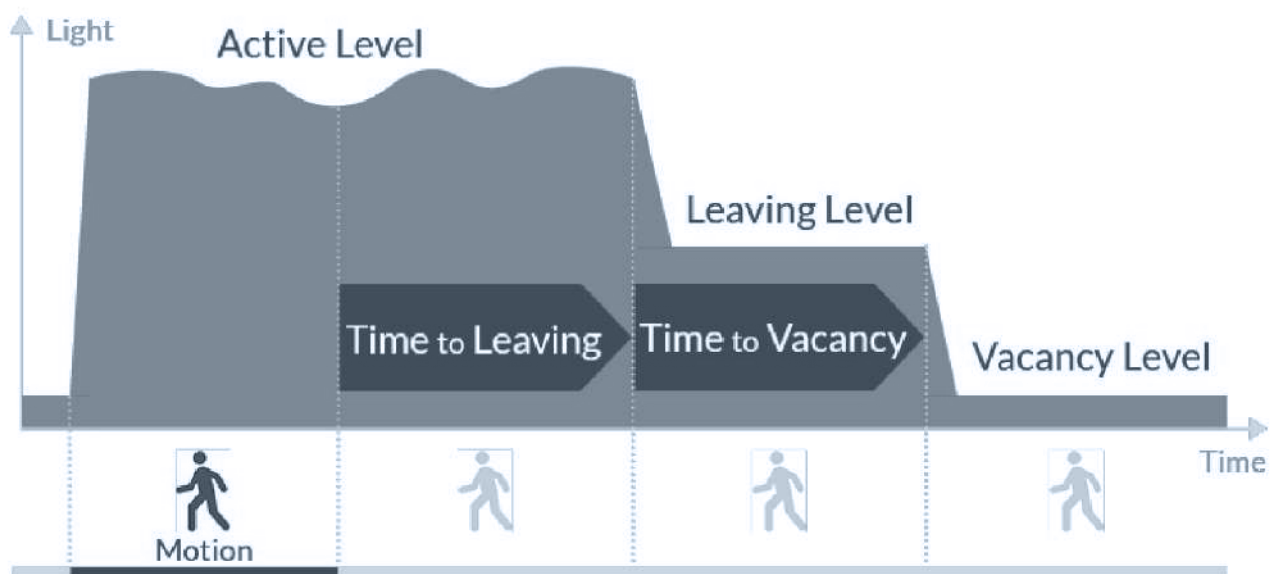 Light
Active Level
Leaving Level
Time to Leaving
Time to Vacancy
Vacancy Level
Time
Motion